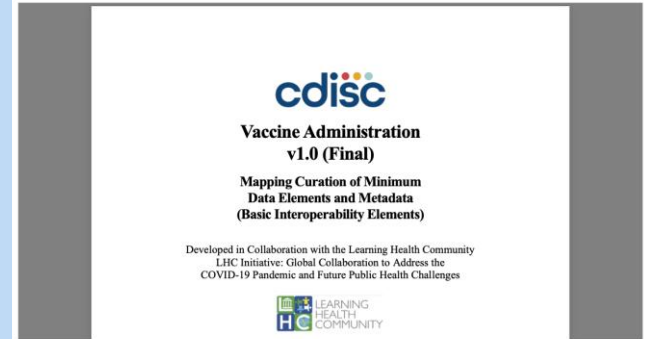 cdisc
Vaccine Administration
v1.0 (Final)
Mapping Curation of Minimum
Data Elements and Metadata
(Basic Interoperability Elements)
Developed in Collaboration with the Learning Health Community
LHC Initiative: Global Collaboration to Address the
COVID-19 Pandemic and Future Public Health Challenges
LEARNING
HEALTH
COMMUNITY